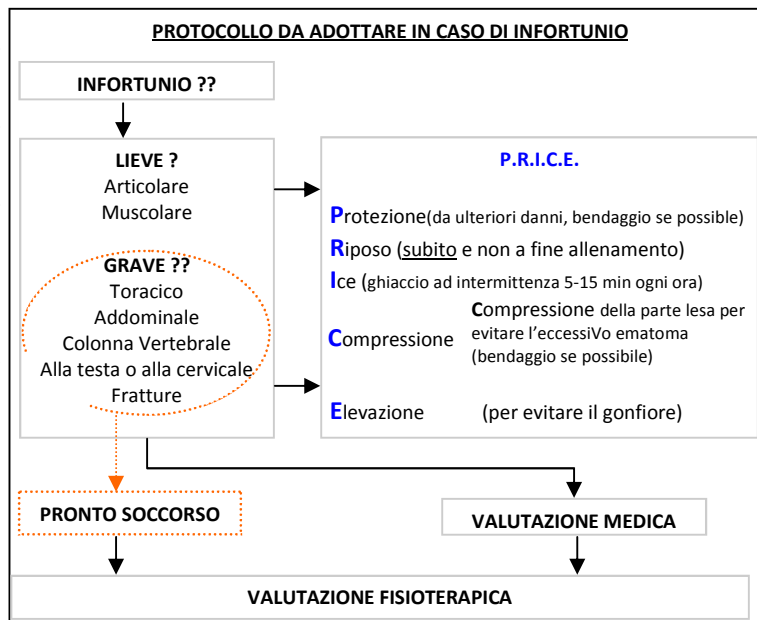 PROTOCOLLO DA ADOTTARE IN CASO DI INFORTUNIO
INFORTUNIO ??
LIEVE ?
Articolare
Muscolare
GRAVE ??
Toracico
Addominale
Colonna Vertebrale
Alla testa o alla cervicale
Fratture
P.R.I.C.E.
Protezione(da ulteriori danni, bendaggio se possible)
Riposo (subito e non a fine allenamento)
Ice (ghiaccio ad intermittenza 5-15 min ogni ora)
Compressione
Compressione della parte lesa per
evitare l'eccessiVo ematoma
(bendaggio se possibile)
Elevazione (per evitare il gonfiore)
PRONTO SOCCORSO
VALUTAZIONE MEDICA
VALUTAZIONE FISIOTERAPICA